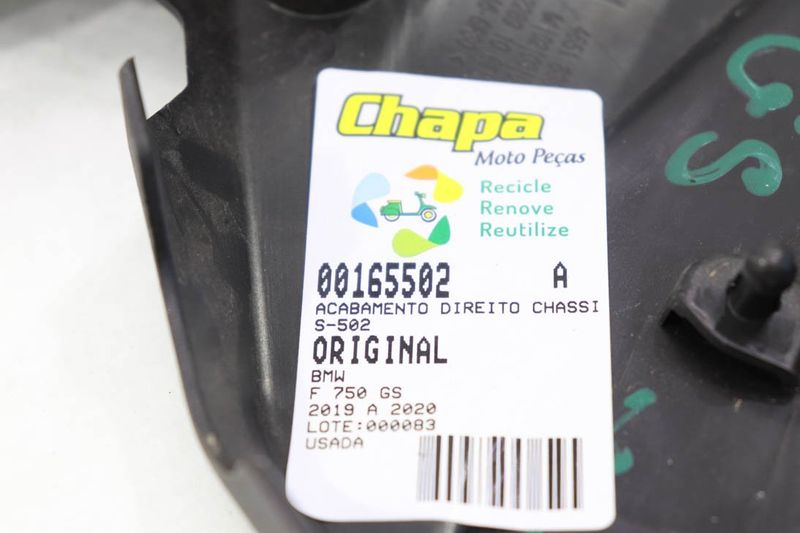 Chapa
Moto Peças
Recicle
Renove
Reutilize
00165502 A
ACABAMENTO DIREITO CHASSI
S-502
ORIGINAL
BMW
F 750 GS
2019 A 2020
LOTE:000083
USADA
GS